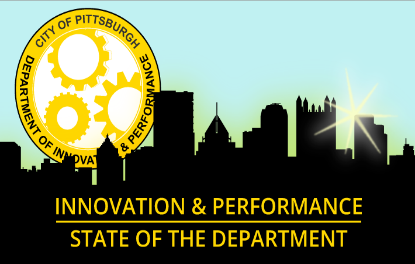 CITY OF PITTSBURGH
DEPARTMENT OF INNOVATION & PERFORMANCE
INNOVATION & PERFORMANCE
STATE OF THE DEPARTMENT